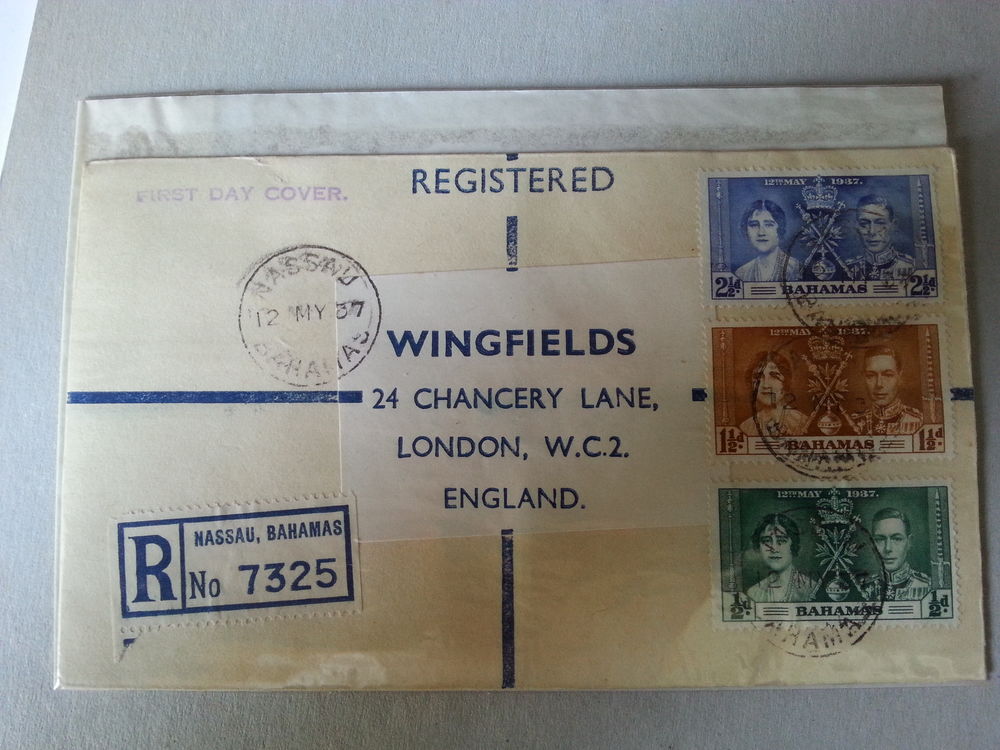 FIRST DAY COVER.
REGISTERED
NASSAU
12 MY 37
BAHAMAS
WINGFIELDS
24 CHANCERY LANE,
LONDON, W.C.2.
ENGLAND.
R
NASSAU, BAHAMAS
No 7325
12TH MAY 1937.
2½d. BAHAMAS 2½d.
12TH MAY 1937.
1½d. BAHAMAS 1½d.
12TH MAY 1937.
½d BAHAMAS ½d